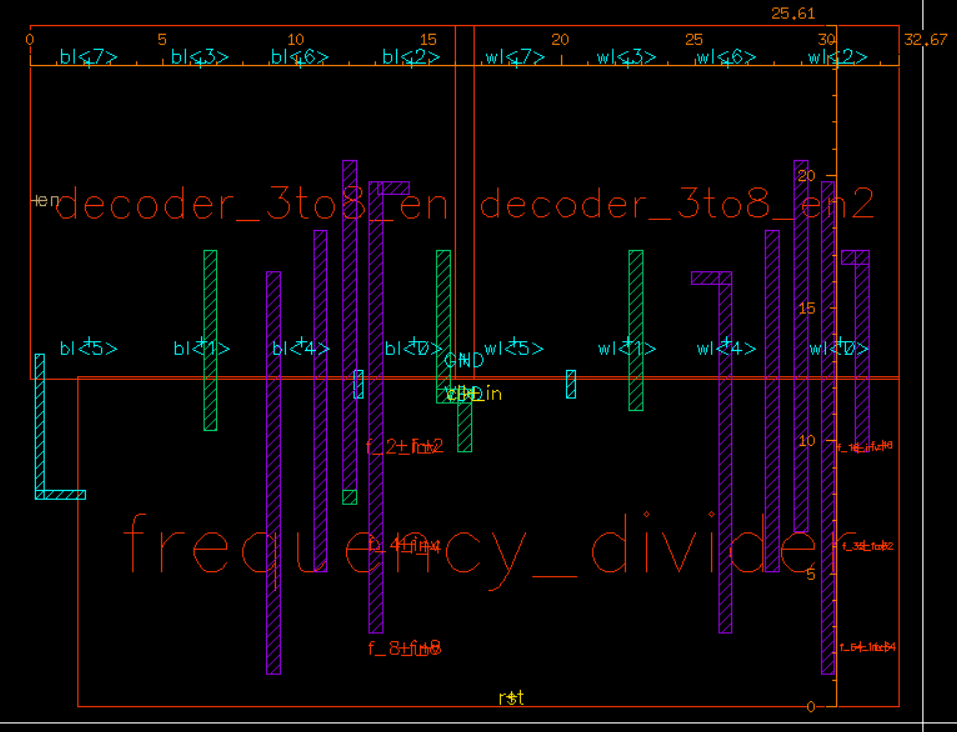 25.61
0 5 10 15 20 25 30 32.67
bl<7> bl<3> bl<6> bl<2> wl<7> wl<3> wl<6> wl<2>
20
en decoder_3to8_en decoder_3to8_en2
15
bl<5> bl<1> bl<4> bl<0> wl<5> wl<1> wl<4> wl<0>
GND
10
frequency_divider
5
rst
0